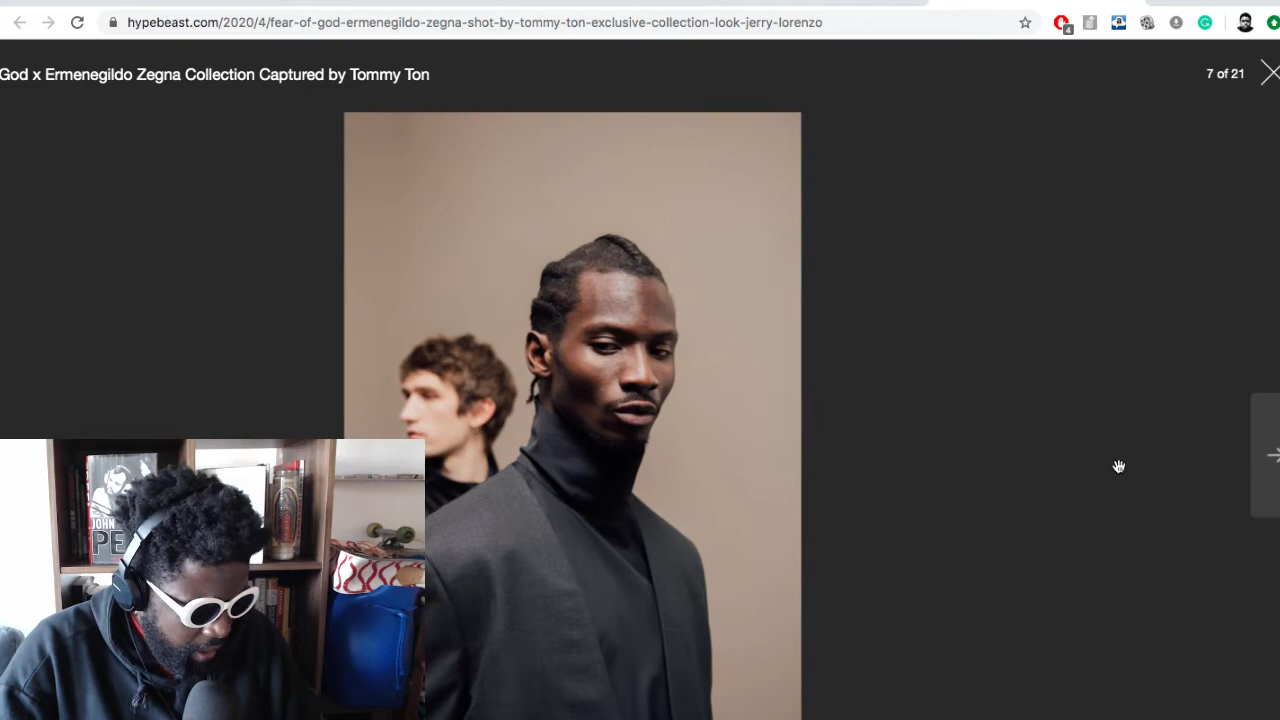 hypebeast.com/2020/4/fear-of-god-ermenegildo-zegna-shot-by-tommy-ton-exclusive-collection-look-jerry-lorenzo
4
God x Ermenegildo Zegna Collection Captured by Tommy Ton
7 of 21
JOHN
PE